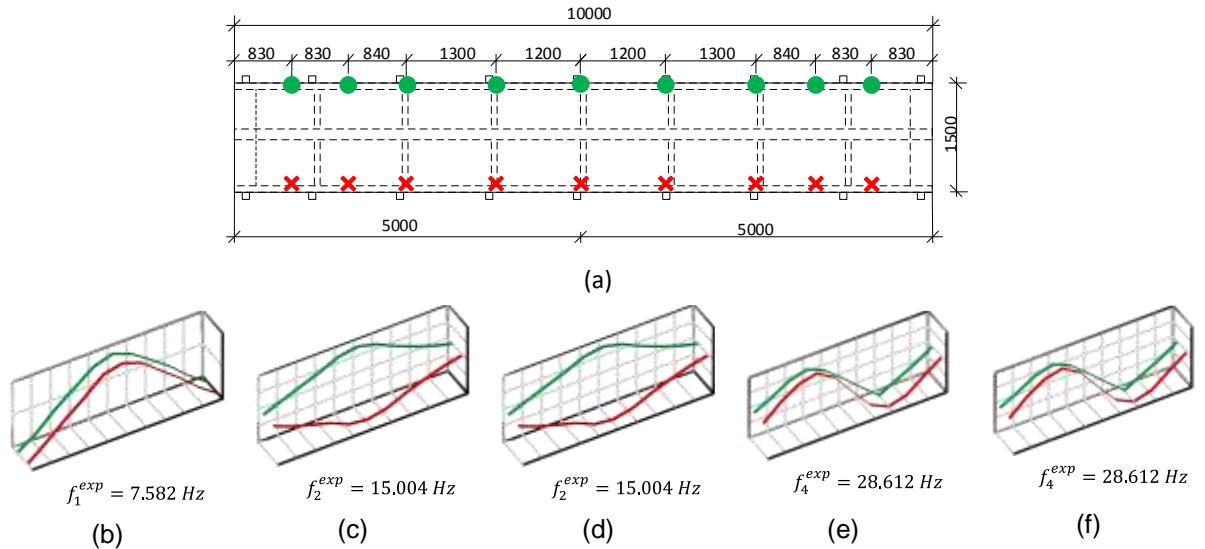 10000
830 830 840 1300 1200 1200 1300 840 830 830
1500
5000 5000
(a)
f_1^{exp} = 7.582 Hz
f_2^{exp} = 15.004 Hz
f_2^{exp} = 15.004 Hz
f_4^{exp} = 28.612 Hz
f_4^{exp} = 28.612 Hz
(b) (c) (d) (e) (f)